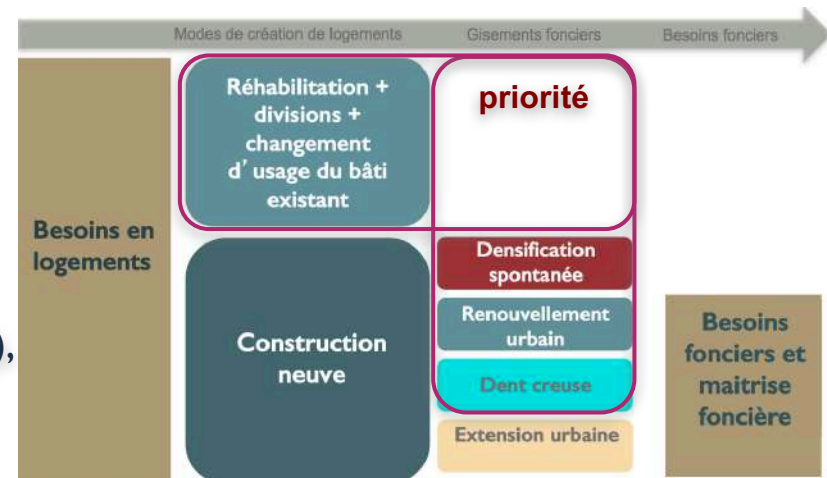 Modes de création de logements
Gisements fonciers
Besoins fonciers
Besoins en
logements
),
Réhabilitation +
divisions +
changement
d' usage du bâti
existant
priorité
Construction
neuve
Densification
spontanée
Renouvellement
urbain
Dent creuse
Extension urbaine
Besoins
fonciers et
maitrise
foncière